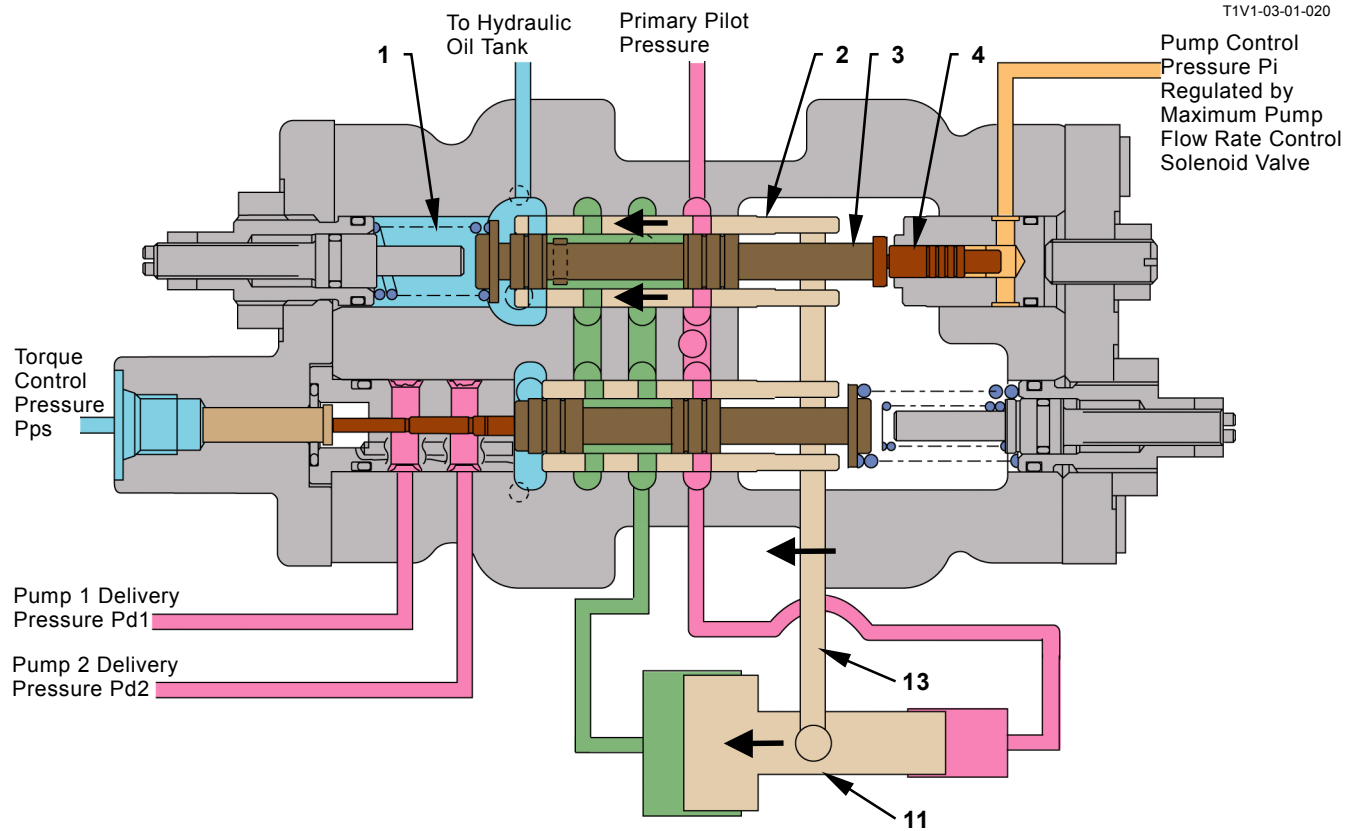 T1V1-03-01-020
To Hydraulic
Oil Tank
Primary Pilot
Pressure
Pump Control
Pressure Pi
Regulated by
Maximum Pump
Flow Rate Control
Solenoid Valve
1
2
3
4
Torque
Control
Pressure
Pps
Pump 1 Delivery
Pressure Pd1
Pump 2 Delivery
Pressure Pd2
13
11